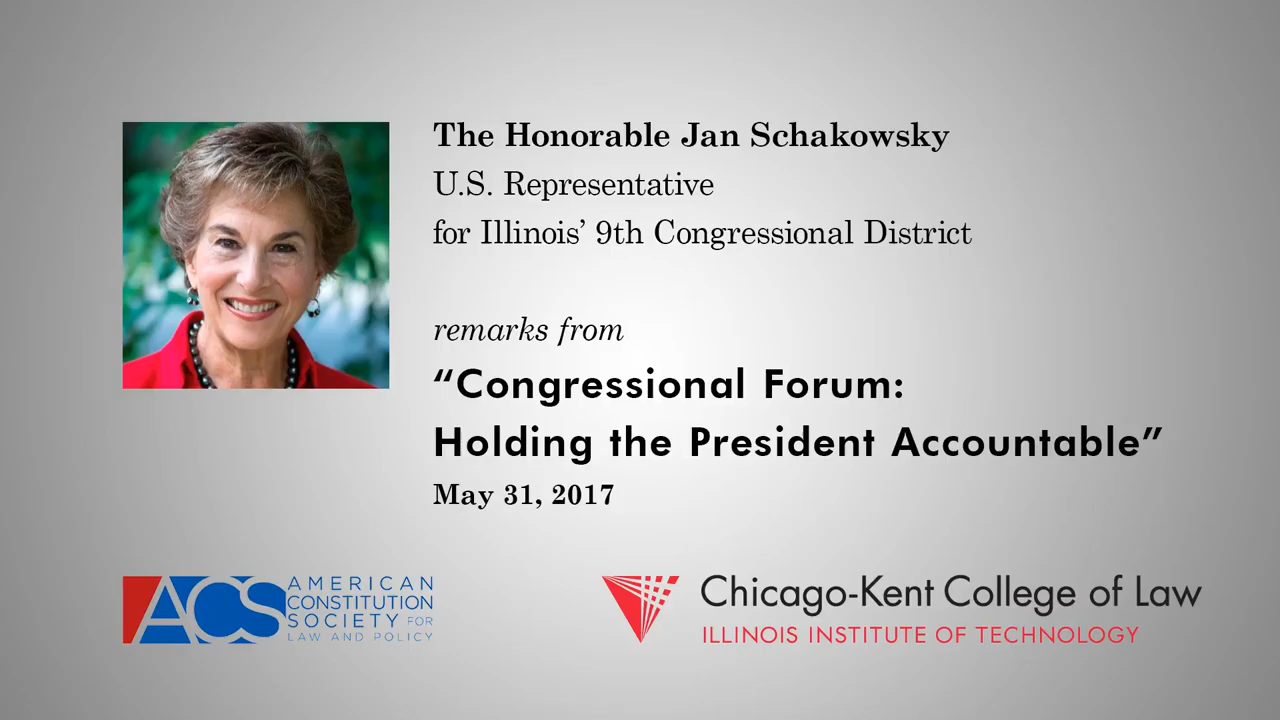 The Honorable Jan Schakowsky
U.S. Representative
for Illinois’ 9th Congressional District
remarks from
“Congressional Forum:
Holding the President Accountable”
May 31, 2017
ACS
AMERICAN
CONSTITUTION
SOCIETY FOR
LAW AND POLICY
Chicago-Kent College of Law
ILLINOIS INSTITUTE OF TECHNOLOGY